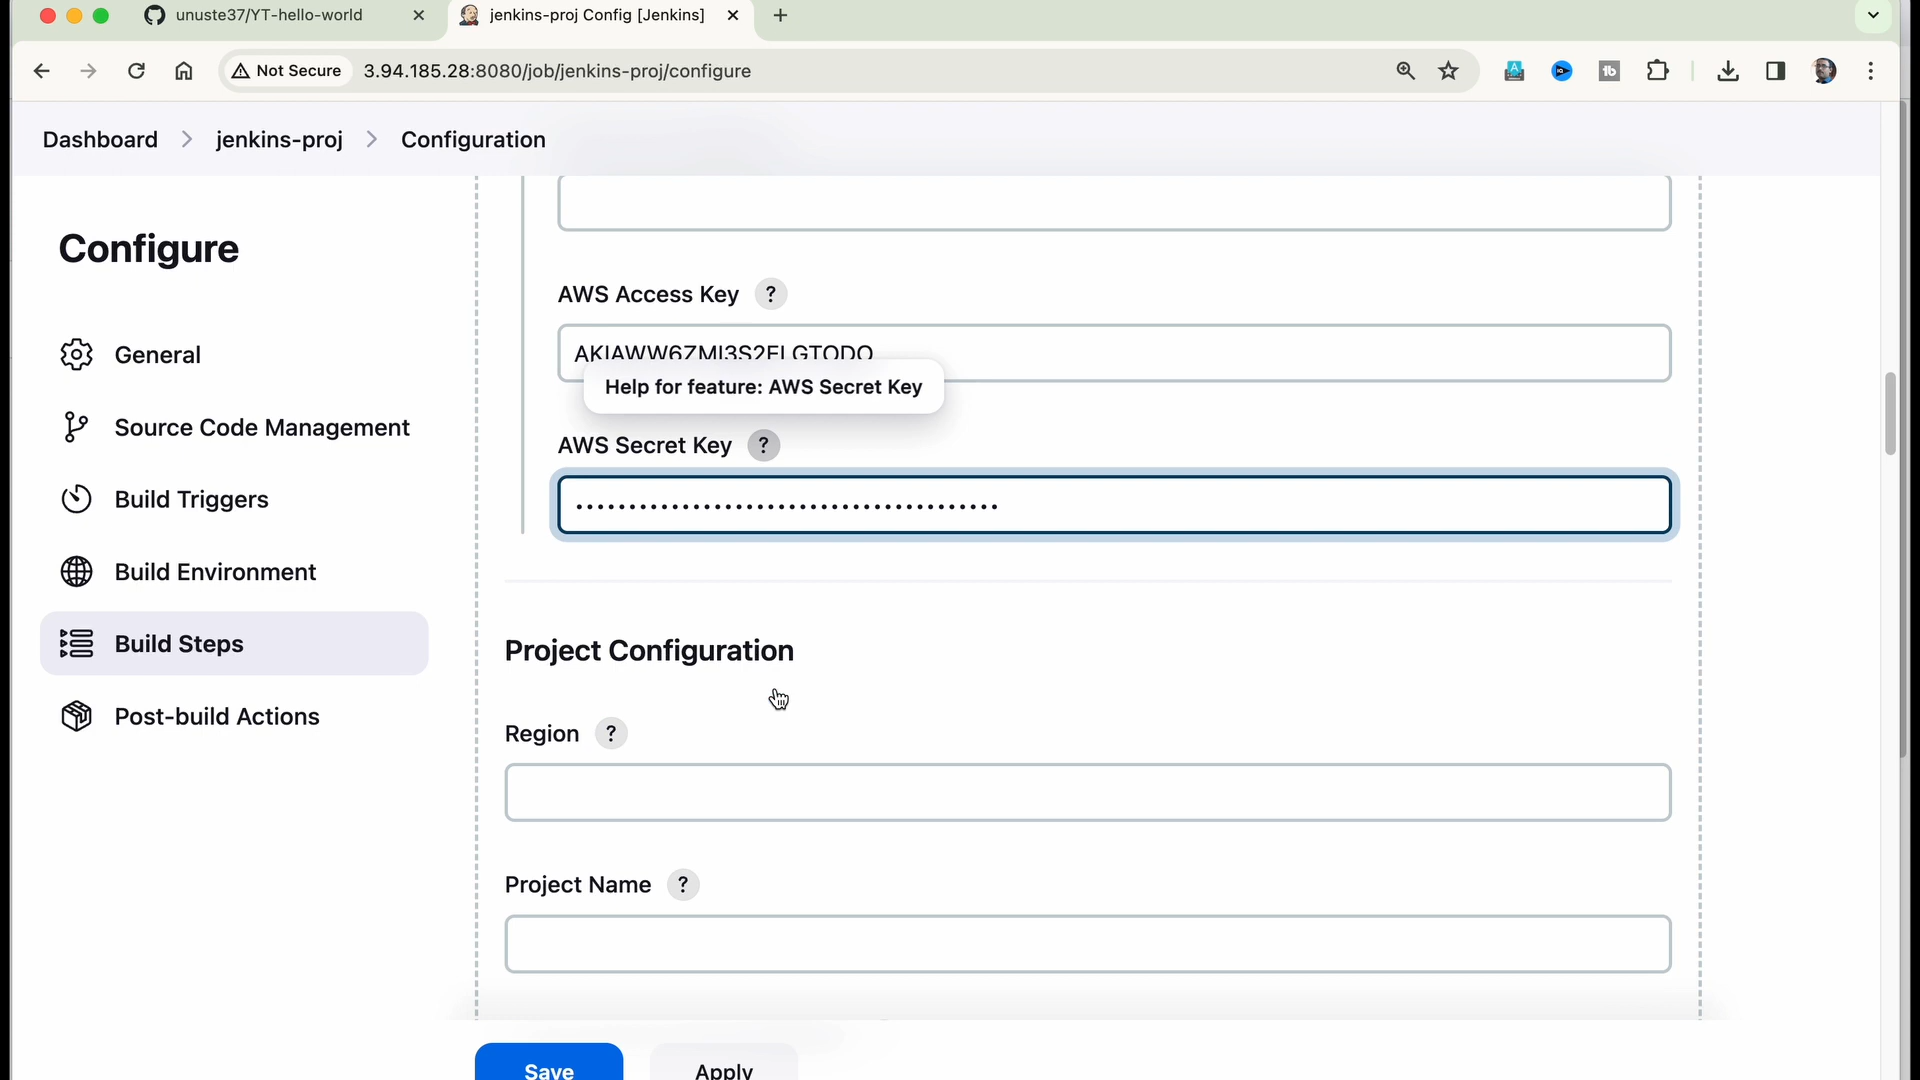 unuste37/YT-hello-world
jenkins-proj Config [Jenkins]
Not Secure
3.94.185.28:8080/job/jenkins-proj/configure
Dashboard
jenkins-proj
Configuration
Configure
General
Source Code Management
Build Triggers
Build Environment
Build Steps
Post-build Actions
AWS Access Key ?
Help for feature: AWS Secret Key
AWS Secret Key ?
••••••••••••••••••••••••••••••••••••••••
Project Configuration
Region ?
Project Name ?
Save
Apply